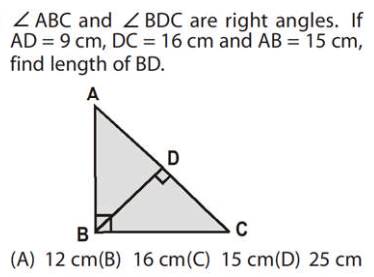 ∠ ABC and ∠ BDC are right angles. If
AD = 9 cm, DC = 16 cm and AB = 15 cm,
find length of BD.
A
D
B
C
(A) 12 cm(B) 16 cm(C) 15 cm(D) 25 cm